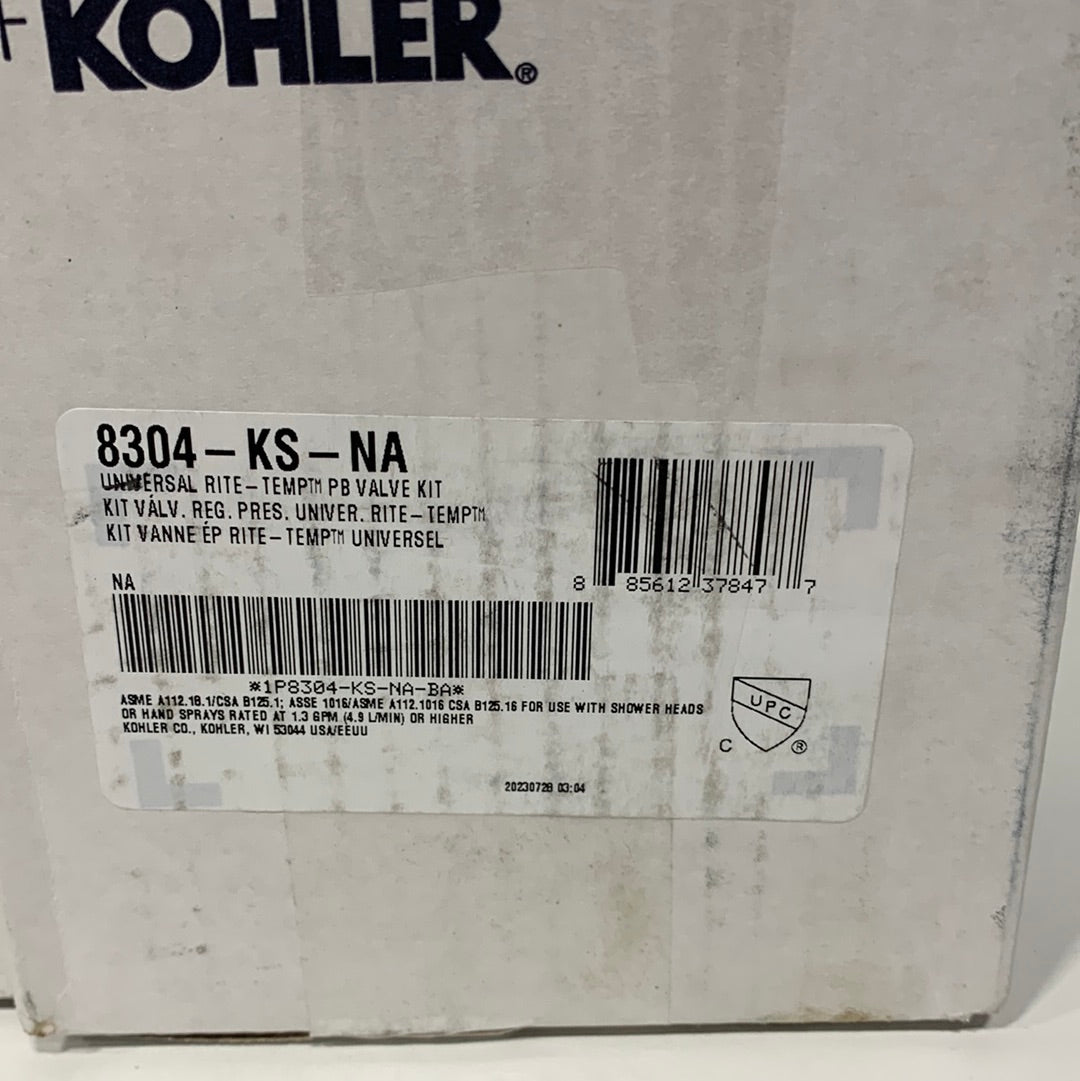 KOHLER®
8304-KS-NA
UNIVERSAL RITE-TEMP™ PB VALVE KIT
KIT VÁLV. REG. PRES. UNIVER. RITE-TEMP™
KIT VANNE ÉP RITE-TEMP™ UNIVERSEL
8 85612 37847 7
NA
*1P8304-KS-NA-BA*
ASME A112.18.1/CSA B125.1; ASSE 1016/ASME A112.1016 CSA B125.16 FOR USE WITH SHOWER HEADS
OR HAND SPRAYS RATED AT 1.3 GPM (4.9 L/MIN) OR HIGHER
KOHLER CO., KOHLER, WI 53044 USA/EEUU
UPC
C ®
20230728 03:04